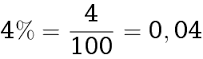 4% = 4/100 = 0,04